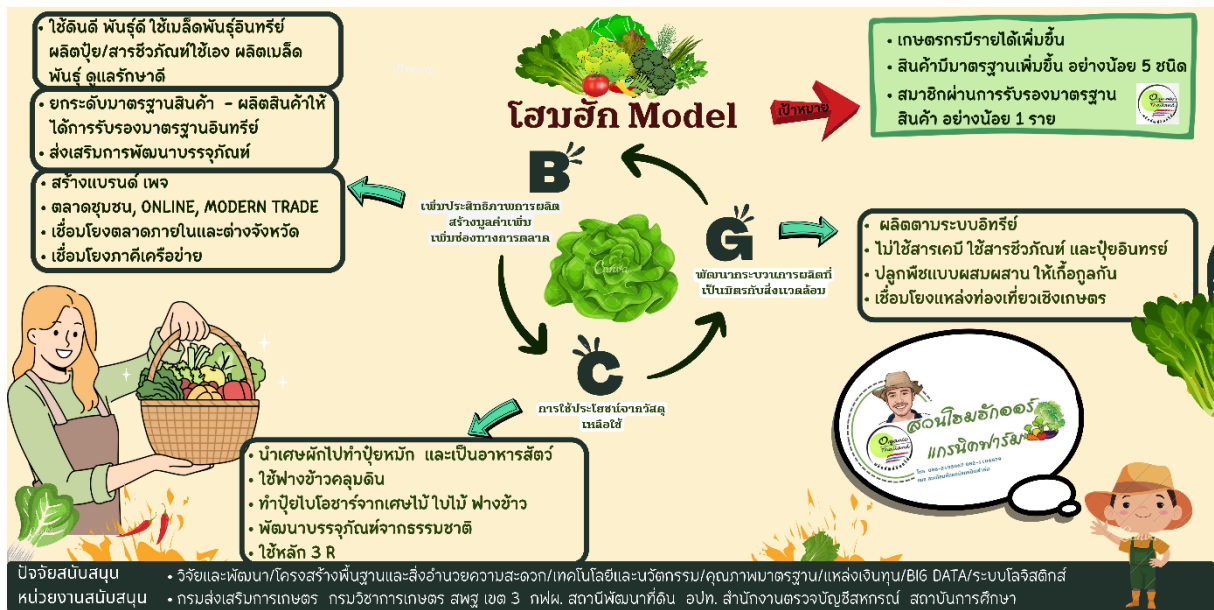 • ใช้ดินดี พันธุ์ดี ใช้เมล็ดพันธุ์อินทรีย์
ผลิตปุ๋ย/สารชีวภัณฑ์ใช้เอง ผลิตเมล็ด
พันธุ์ ดูแลรักษาดี
• ยกระดับมาตรฐานสินค้า - ผลิตสินค้าให้
ได้การรับรองมาตรฐานอินทรีย์
• ส่งเสริมการพัฒนาบรรจุภัณฑ์
• สร้างแบรนด์ เพจ
• ตลาดชุมชน, ONLINE, MODERN TRADE
• เชื่อมโยงตลาดภายในและต่างจังหวัด
• เชื่อมโยงภาคีเครือข่าย
โฮมฮัก Model
เป้าหมาย
• เกษตรกรมีรายได้เพิ่มขึ้น
• สินค้ามีมาตรฐานเพิ่มขึ้น อย่างน้อย 5 ชนิด
• สมาชิกผ่านการรับรองมาตรฐาน
สินค้า อย่างน้อย 1 ราย
B
เพิ่มประสิทธิภาพการผลิต
สร้างมูลค่าเพิ่ม
เพิ่มช่องทางการตลาด
Canva
G
พัฒนากระบวนการผลิตที่
เป็นมิตรกับสิ่งแวดล้อม
• ผลิตตามระบบอิทรีย์
• ไม่ใช้สารเคมี ใช้สารชีวภัณฑ์ และปุ๋ยอินทรย์
• ปลูกพืชแบบผสมผสาน ให้เกื้อกูลกัน
• เชื่อมโยงแหล่งท่องเที่ยวเชิงเกษตร
C
การใช้ประโยชน์จากวัสดุ
เหลือใช้
• นำเศษผักไปทำปุ๋ยหมัก และเป็นอาหารสัตว์
• ใช้ฟางข้าวคลุมดิน
• ทำปุ๋ยไบโอชาร์จากเศษไม้ ใบไม้ ฟางข้าว
• พัฒนาบรรจุภัณฑ์จากธรรมชาติ
• ใช้หลัก 3 R
สวนโฮมฮักออร์
แกรนิคฟาร์ม
Organic
Thailand
ปัจจัยสนับสนุน • วิจัยและพัฒนา/โครงสร้างพื้นฐานและสิ่งอำนวยความสะดวก/เทคโนโลยีและนวัตกรรม/คุณภาพมาตรฐาน/แหล่งเงินทุน/BIG DATA/ระบบโลจิสติกส์
หน่วยงานสนับสนุน • กรมส่งเสริมการเกษตร กรมวิชาการเกษตร สพฐ เขต 3 กฟผ. สถานีพัฒนาที่ดิน อปท. สำนักงานตรวจบัญชีสหกรณ์ สถาบันการศึกษา